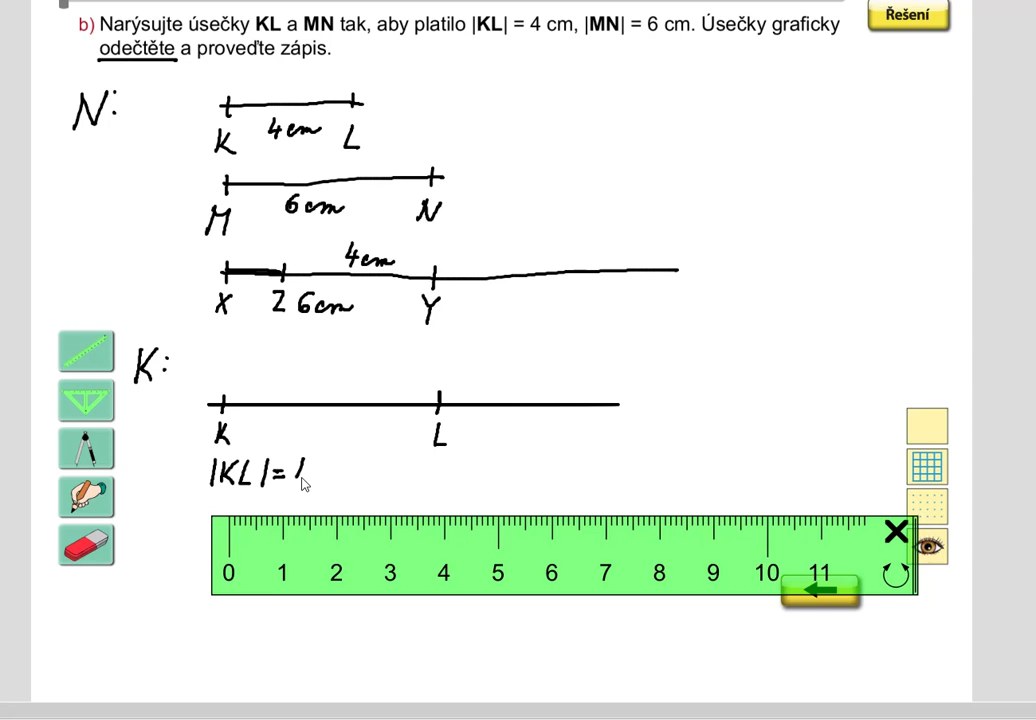 b) Narýsujte úsečky KL a MN tak, aby platilo |KL| = 4 cm, |MN| = 6 cm. Úsečky graficky
odečtěte a proveďte zápis.
Řešení
N:
K 4cm L
M 6cm N
4cm
X Z 6cm Y
K:
K L
|KL|=
0 1 2 3 4 5 6 7 8 9 10 11